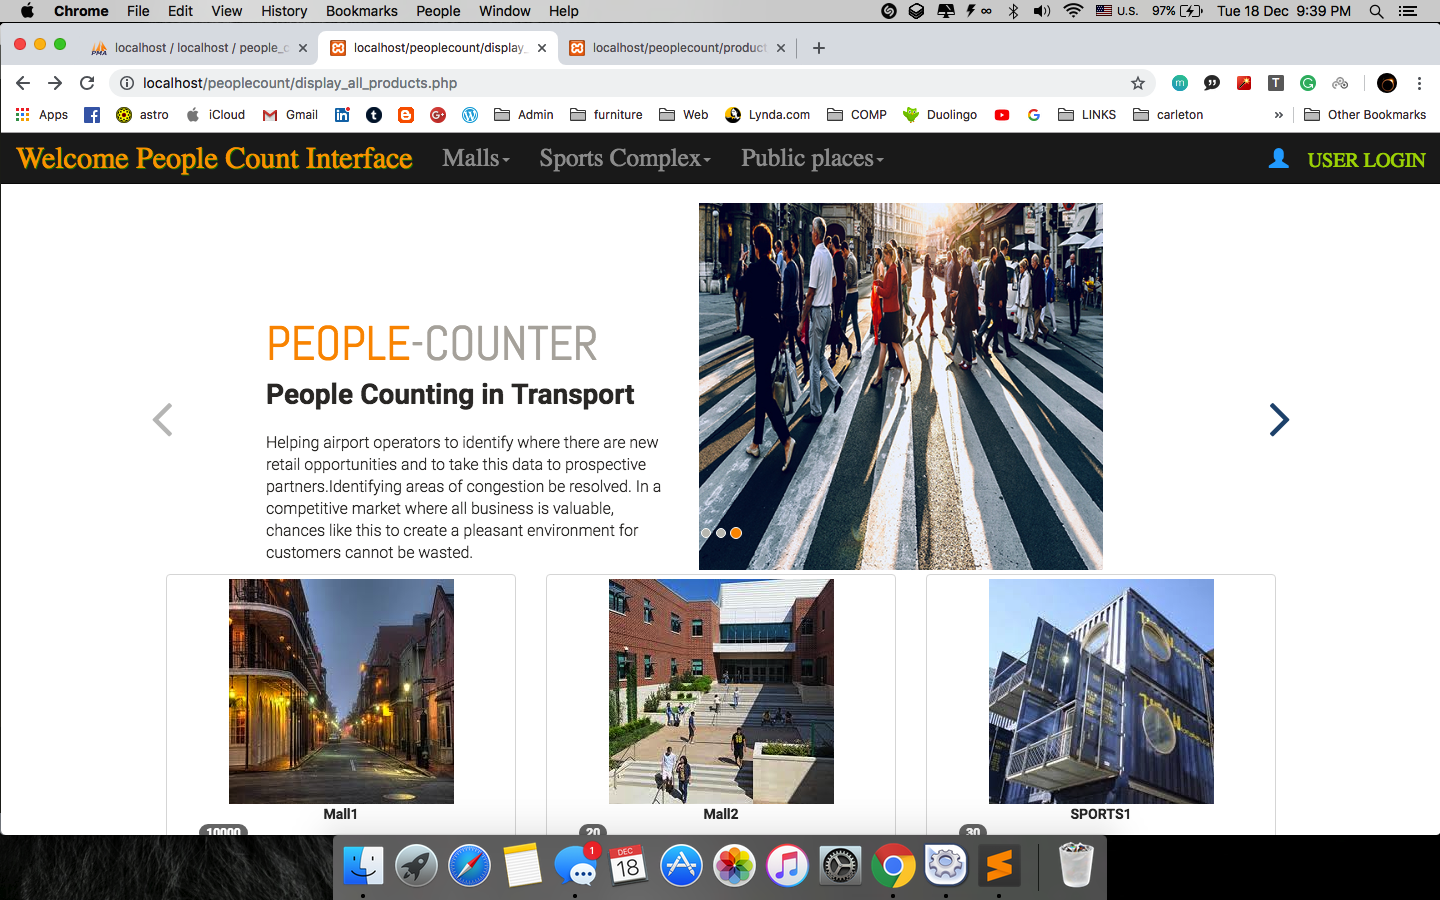 Chrome File Edit View History Bookmarks People Window Help U.S. 97% Tue 18 Dec 9:39 PM
localhost / localhost / people_c localhost/peoplecount/display_ localhost/peoplecount/product
localhost/peoplecount/display_all_products.php
Apps astro iCloud Gmail Admin furniture Web Lynda.com COMP Duolingo LINKS carleton » Other Bookmarks
Welcome People Count Interface Malls Sports Complex Public places USER LOGIN
PEOPLE-COUNTER
People Counting in Transport
Helping airport operators to identify where there are new
retail opportunities and to take this data to prospective
partners.Identifying areas of congestion be resolved. In a
competitive market where all business is valuable,
chances like this to create a pleasant environment for
customers cannot be wasted.
Mall1 Mall2 SPORTS1
10000 20 30
1
DEC
18